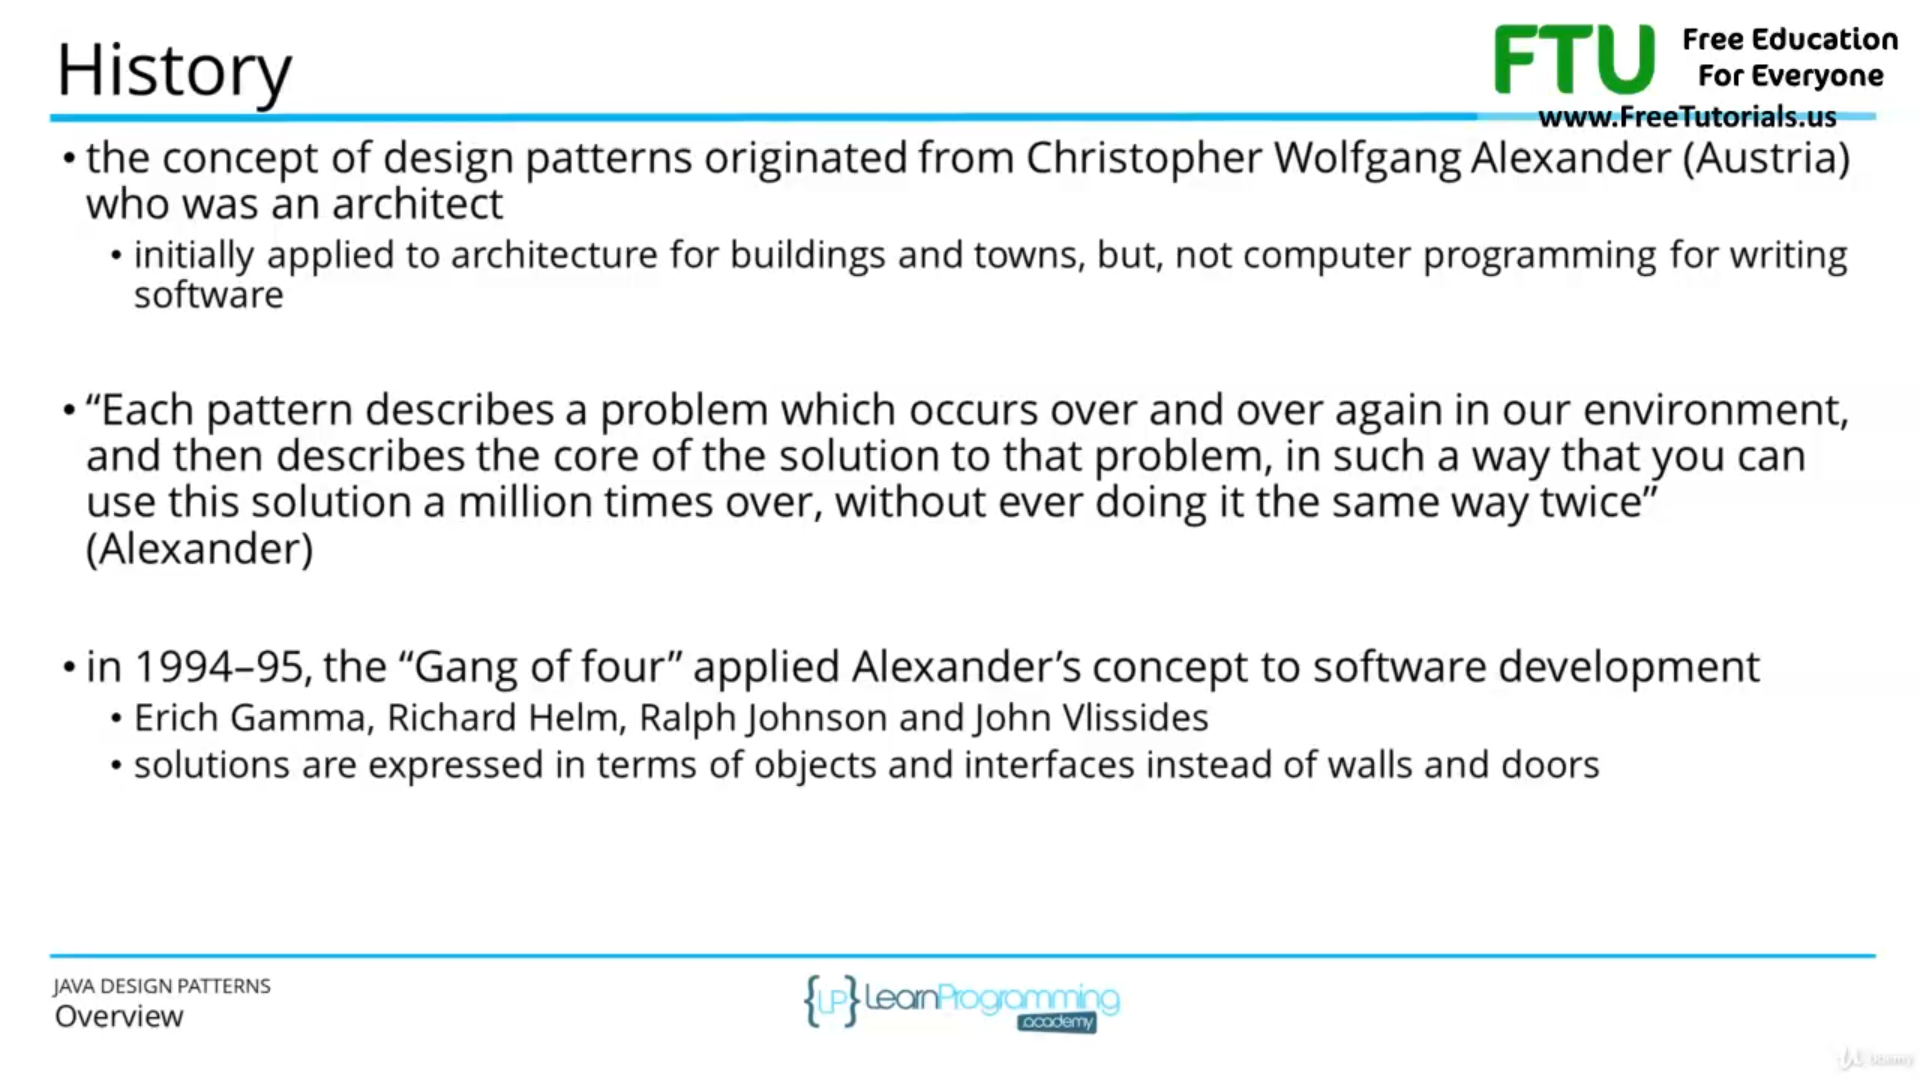 History
FTU Free Education
For Everyone
www.FreeTutorials.us
• the concept of design patterns originated from Christopher Wolfgang Alexander (Austria)
who was an architect
• initially applied to architecture for buildings and towns, but, not computer programming for writing
software
• “Each pattern describes a problem which occurs over and over again in our environment,
and then describes the core of the solution to that problem, in such a way that you can
use this solution a million times over, without ever doing it the same way twice”
(Alexander)
• in 1994–95, the “Gang of four” applied Alexander’s concept to software development
• Erich Gamma, Richard Helm, Ralph Johnson and John Vlissides
• solutions are expressed in terms of objects and interfaces instead of walls and doors
JAVA DESIGN PATTERNS
Overview
{LP} LearnProgramming
academy
Udemy